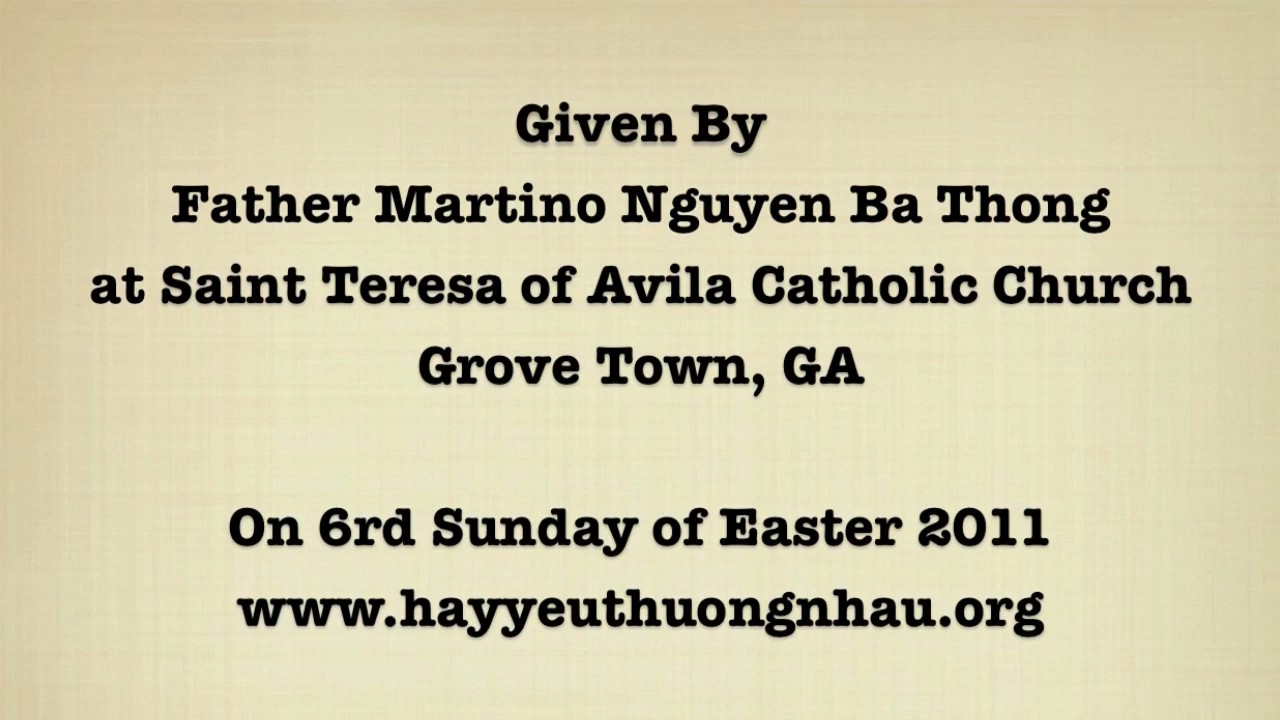 Given By
Father Martino Nguyen Ba Thong
at Saint Teresa of Avila Catholic Church
Grove Town, GA
On 6rd Sunday of Easter 2011
www.hayyeuthuongnhau.org